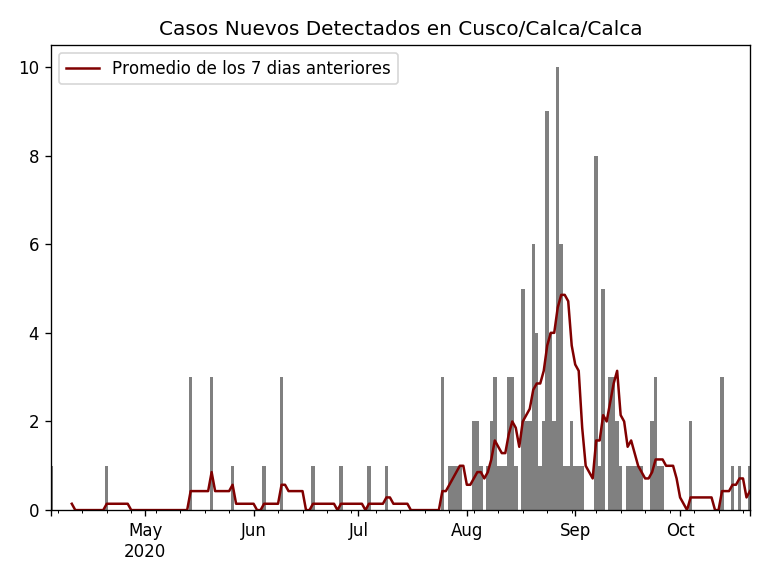 Casos Nuevos Detectados en Cusco/Calca/Calca
Promedio de los 7 dias anteriores
10
8
6
4
2
0
May Jun Jul Aug Sep Oct
2020